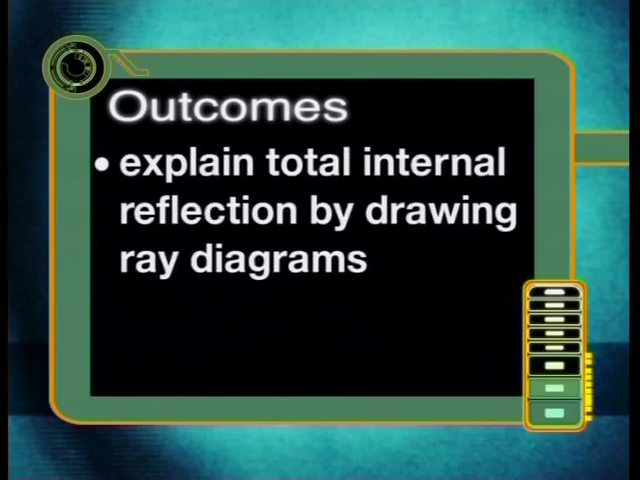 Outcomes
• explain total internal
reflection by drawing
ray diagrams